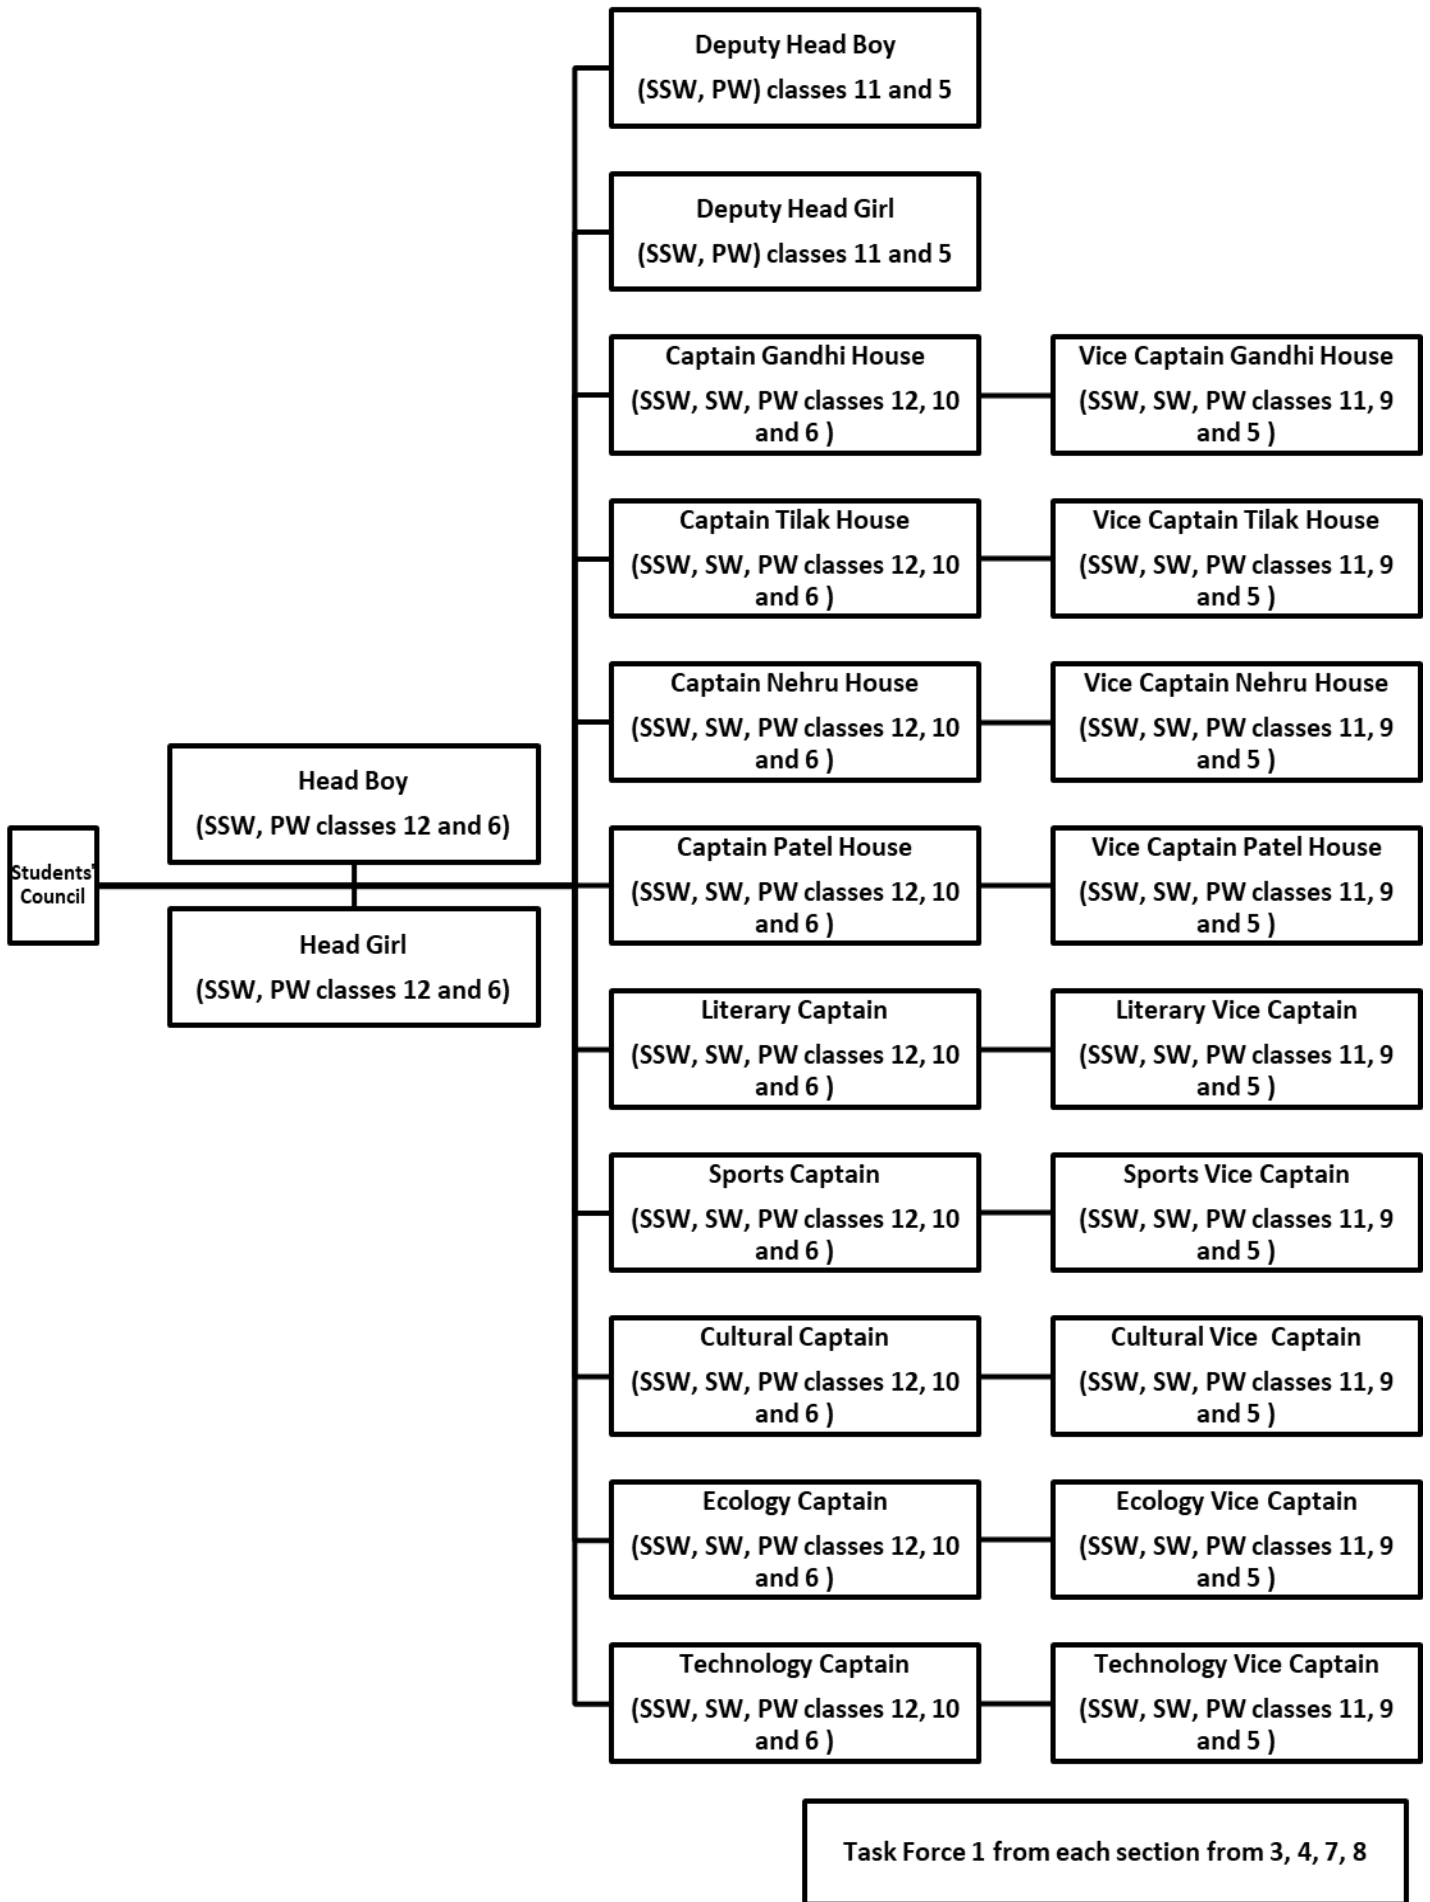 Deputy Head Boy
(SSW, PW) classes 11 and 5
Deputy Head Girl
(SSW, PW) classes 11 and 5
Captain Gandhi House
(SSW, SW, PW classes 12, 10
and 6 )
Vice Captain Gandhi House
(SSW, SW, PW classes 11, 9
and 5 )
Captain Tilak House
(SSW, SW, PW classes 12, 10
and 6 )
Vice Captain Tilak House
(SSW, SW, PW classes 11, 9
and 5 )
Captain Nehru House
(SSW, SW, PW classes 12, 10
and 6 )
Vice Captain Nehru House
(SSW, SW, PW classes 11, 9
and 5 )
Head Boy
(SSW, PW classes 12 and 6)
Students'
Council
Head Girl
(SSW, PW classes 12 and 6)
Captain Patel House
(SSW, SW, PW classes 12, 10
and 6 )
Vice Captain Patel House
(SSW, SW, PW classes 11, 9
and 5 )
Literary Captain
(SSW, SW, PW classes 12, 10
and 6 )
Literary Vice Captain
(SSW, SW, PW classes 11, 9
and 5 )
Sports Captain
(SSW, SW, PW classes 12, 10
and 6 )
Sports Vice Captain
(SSW, SW, PW classes 11, 9
and 5 )
Cultural Captain
(SSW, SW, PW classes 12, 10
and 6 )
Cultural Vice  Captain
(SSW, SW, PW classes 11, 9
and 5 )
Ecology Captain
(SSW, SW, PW classes 12, 10
and 6 )
Ecology Vice Captain
(SSW, SW, PW classes 11, 9
and 5 )
Technology Captain
(SSW, SW, PW classes 12, 10
and 6 )
Technology Vice Captain
(SSW, SW, PW classes 11, 9
and 5 )
Task Force 1 from each section from 3, 4, 7, 8